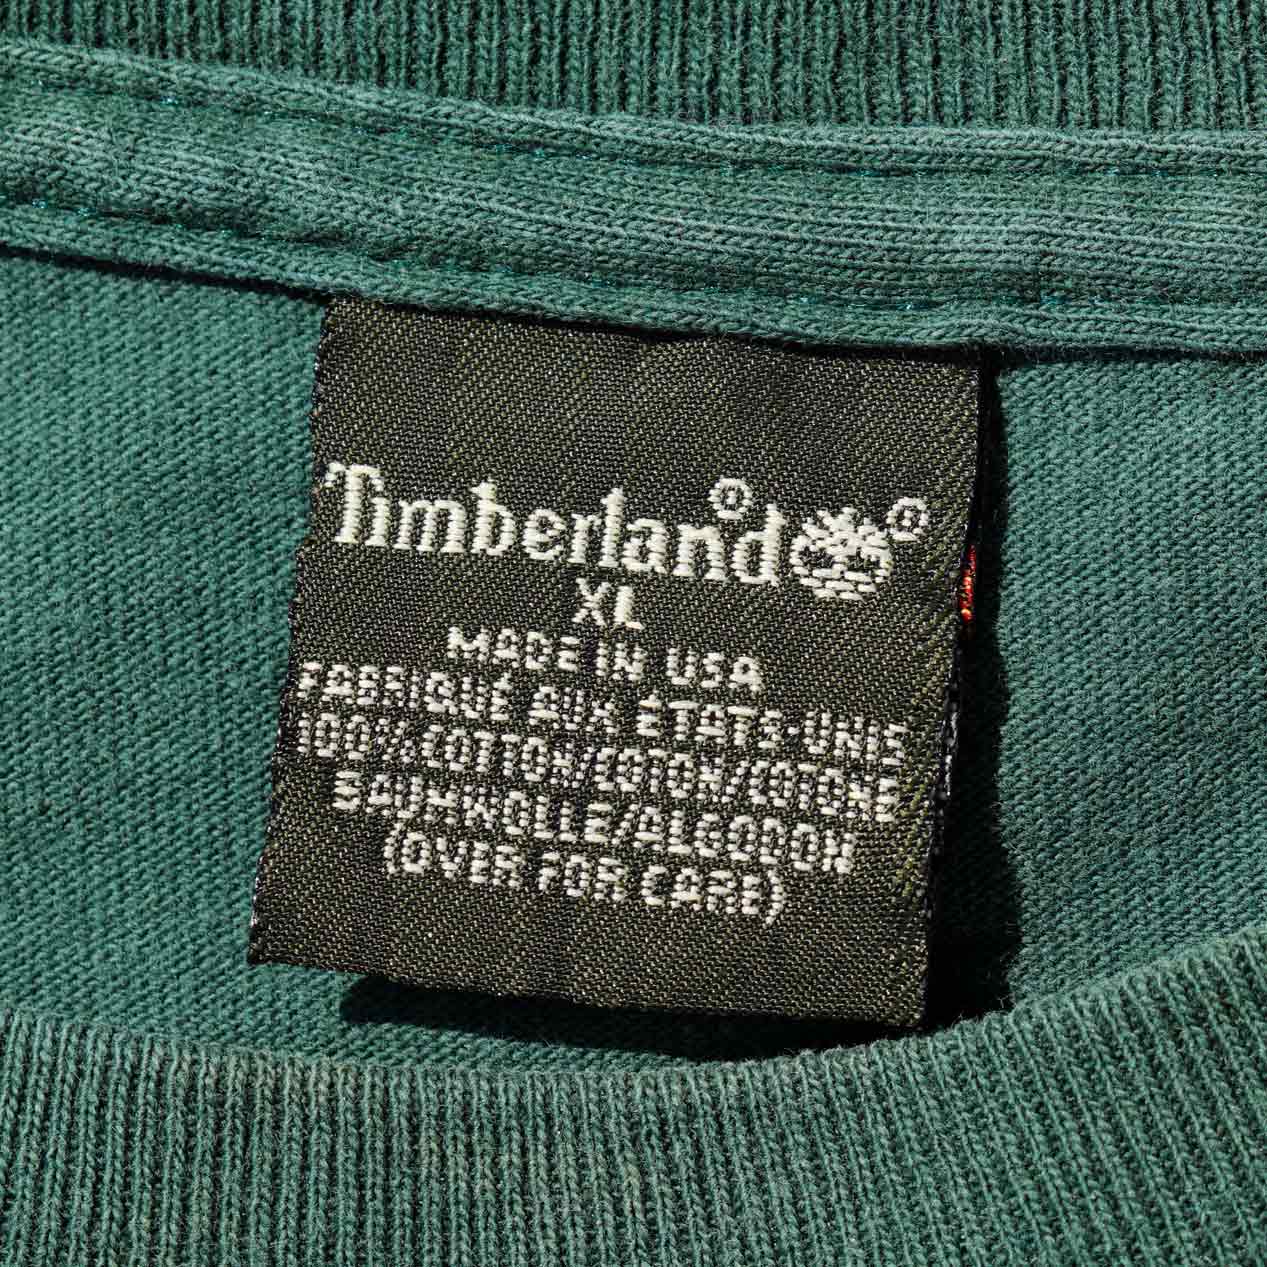 Timberland®®
XL
MADE IN USA
FABRIQUÉ AUX ÉTATS-UNIS
100% COTTON/COTON/COTONE
BAUMWOLLE/ALGODON
(OVER FOR CARE)